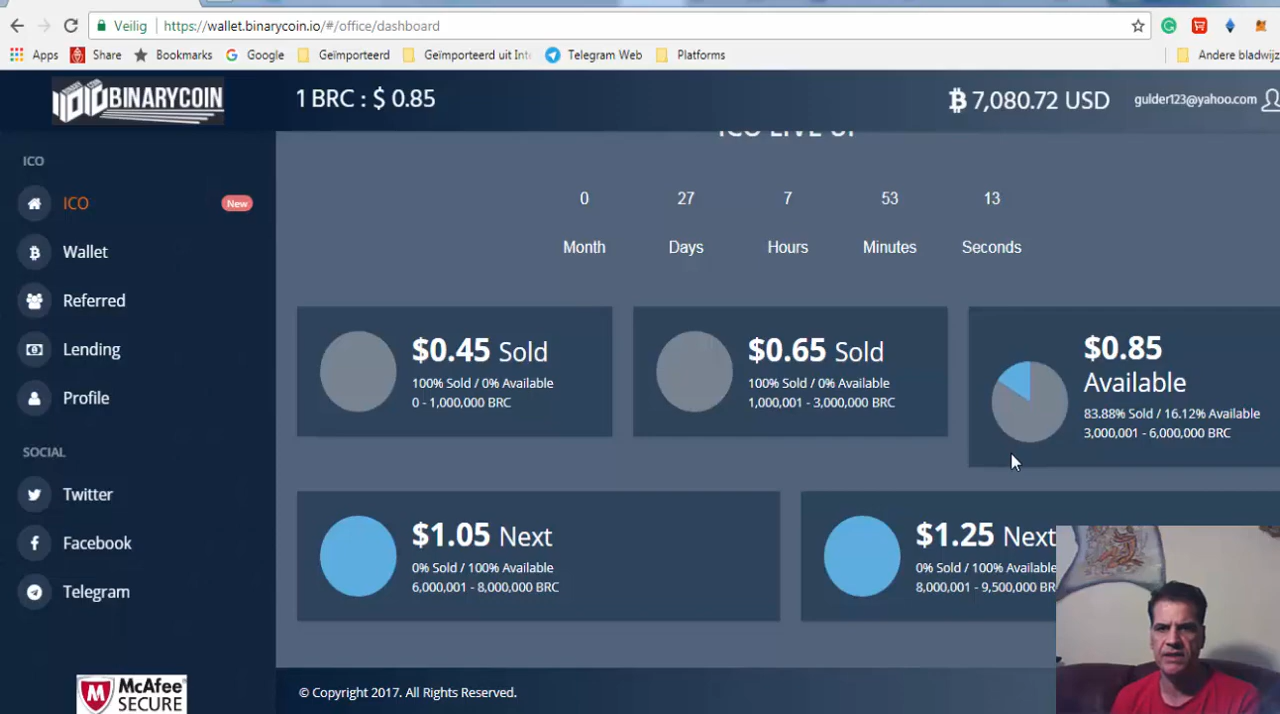 Veilig https://wallet.binarycoin.io/#/office/dashboard
Apps Share Bookmarks Google Geïmporteerd Geïmporteerd uit Int Telegram Web Platforms Andere bladwijz
BINARYCOIN 1 BRC : $ 0.85 7,080.72 USD gulder123@yahoo.com
ICO LIVE OF
ICO
ICO New
Wallet
Referred
Lending
Profile
SOCIAL
Twitter
Facebook
Telegram
McAfee
SECURE
0 27 7 53 13
Month Days Hours Minutes Seconds
$0.45 Sold
100% Sold / 0% Available
0 - 1,000,000 BRC
$0.65 Sold
100% Sold / 0% Available
1,000,001 - 3,000,000 BRC
$0.85
Available
83.88% Sold / 16.12% Available
3,000,001 - 6,000,000 BRC
$1.05 Next
0% Sold / 100% Available
6,000,001 - 8,000,000 BRC
$1.25 Next
0% Sold / 100% Available
8,000,001 - 9,500,000 BR
© Copyright 2017. All Rights Reserved.